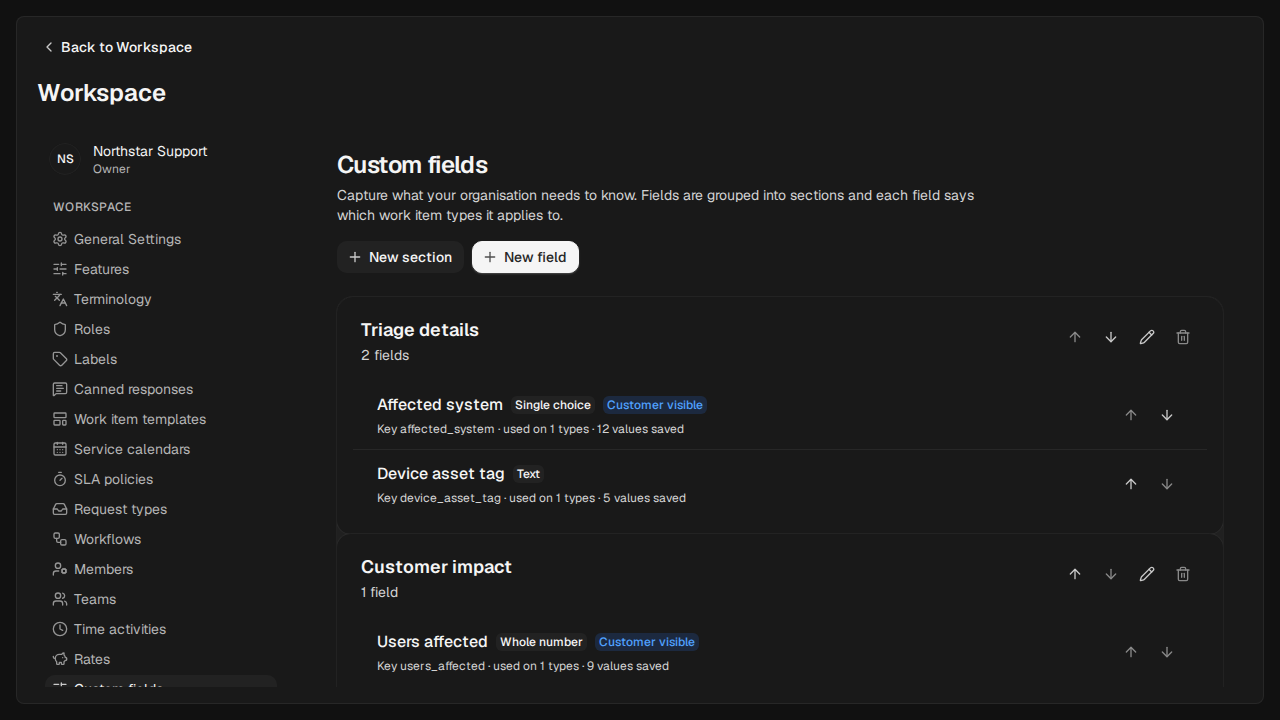 Back to Workspace
Workspace
NS
Northstar Support
Owner
WORKSPACE
General Settings
Features
Terminology
Roles
Labels
Canned responses
Work item templates
Service calendars
SLA policies
Request types
Workflows
Members
Teams
Time activities
Rates
Custom fields
Custom fields
Capture what your organisation needs to know. Fields are grouped into sections and each field says
which work item types it applies to.
New section
New field
Triage details
2 fields
Affected system Single choice Customer visible
Key affected_system · used on 1 types · 12 values saved
Device asset tag Text
Key device_asset_tag · used on 1 types · 5 values saved
Customer impact
1 field
Users affected Whole number Customer visible
Key users_affected · used on 1 types · 9 values saved